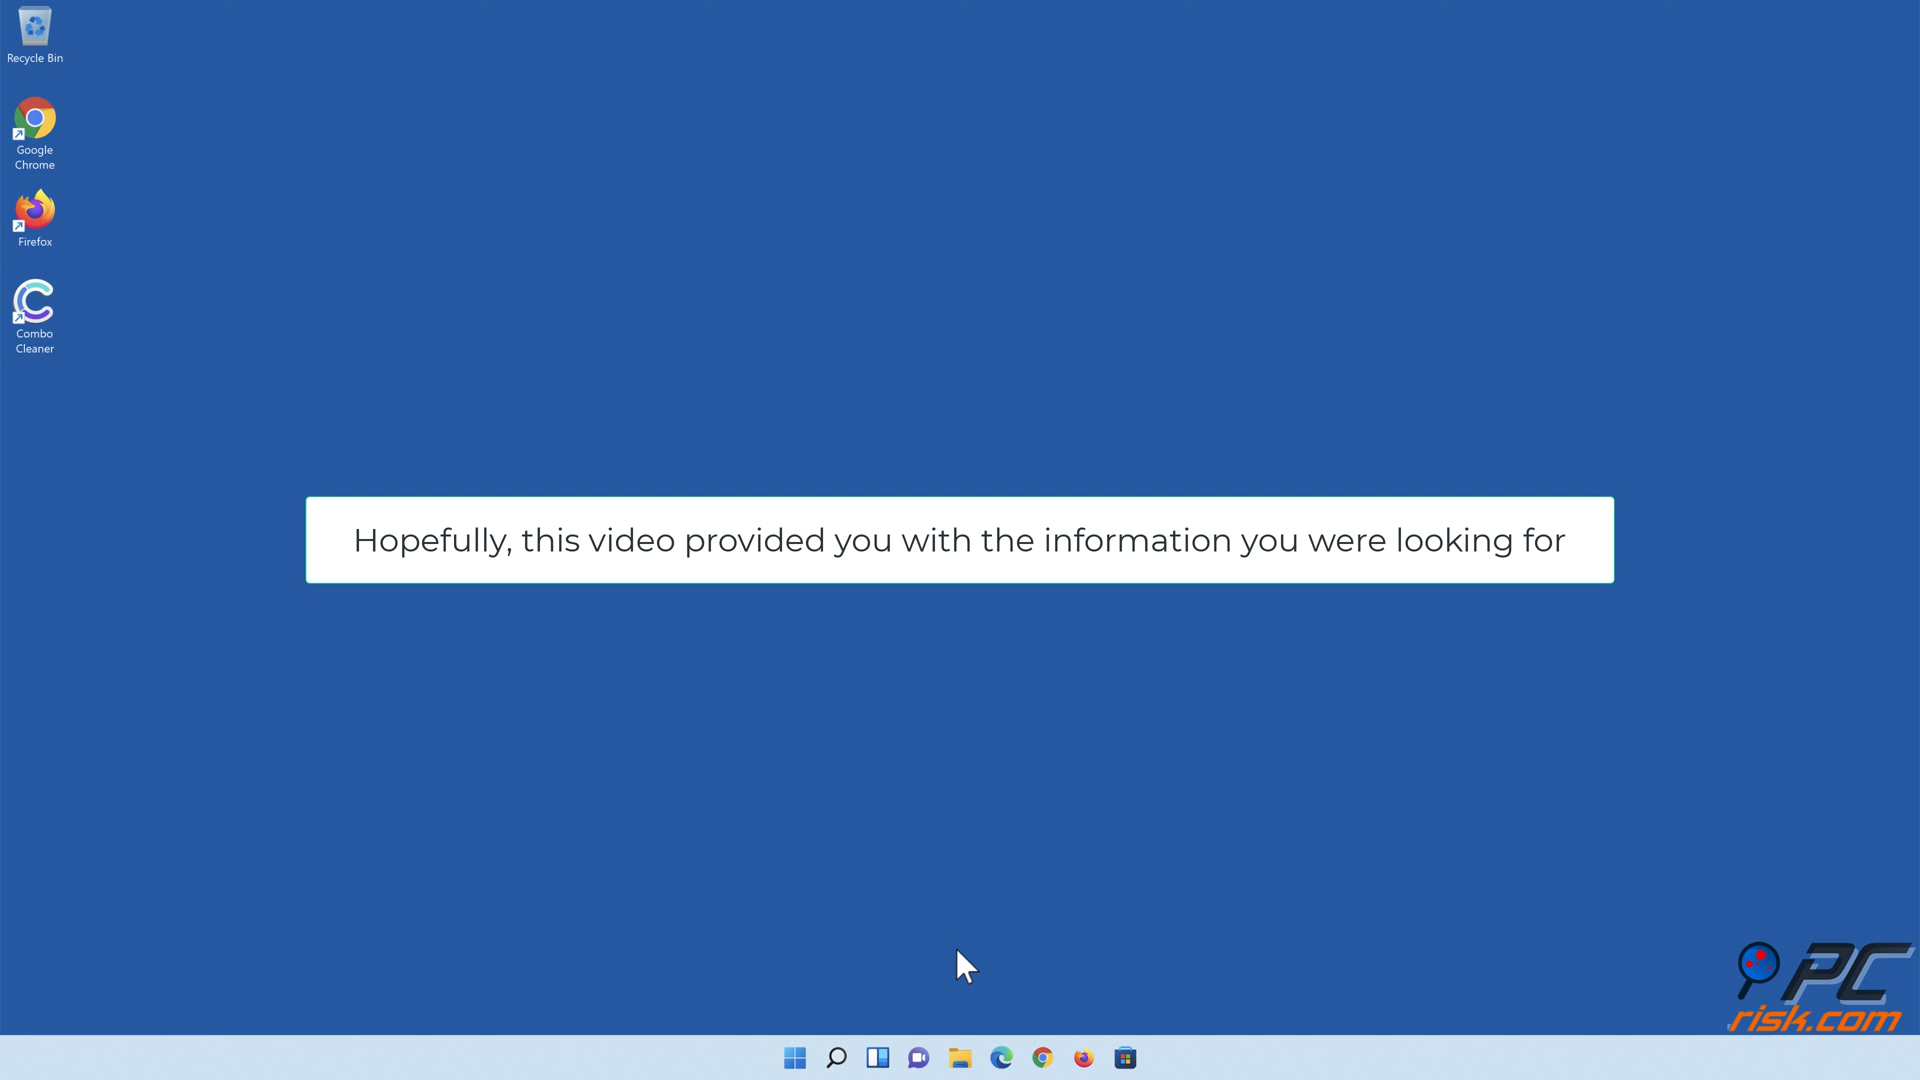 Recycle Bin
Google
Chrome
Firefox
Combo
Cleaner
Hopefully, this video provided you with the information you were looking for
PC
risk.com